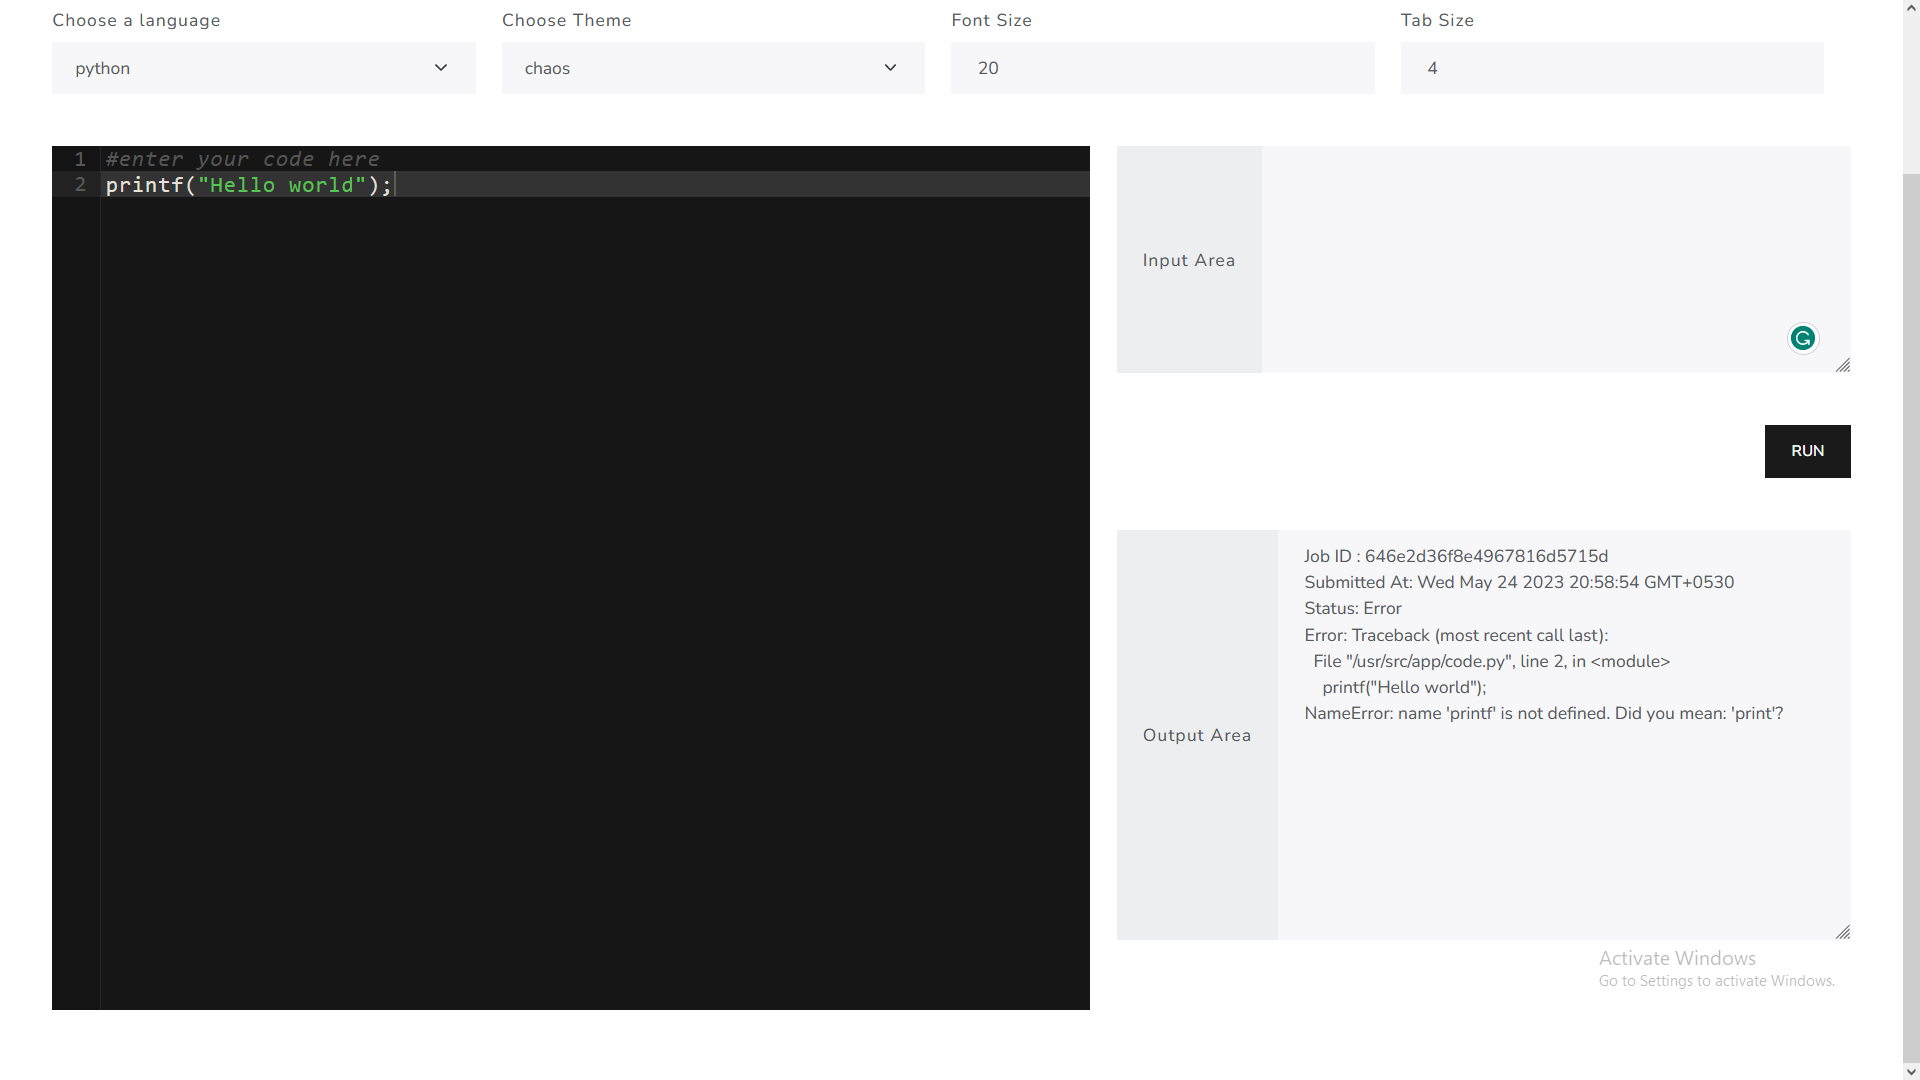 Choose a language
Choose Theme
Font Size
Tab Size
python
chaos
20
4
1 #enter your code here
2 printf("Hello world");
Input Area
RUN
Output Area
Job ID : 646e2d36f8e4967816d5715d
Submitted At: Wed May 24 2023 20:58:54 GMT+0530
Status: Error
Error: Traceback (most recent call last):
  File "/usr/src/app/code.py", line 2, in <module>
    printf("Hello world");
NameError: name 'printf' is not defined. Did you mean: 'print'?
Activate Windows
Go to Settings to activate Windows.